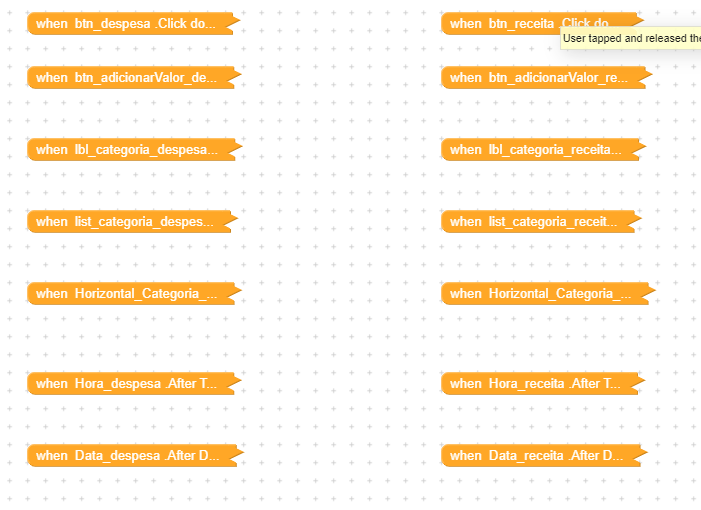 when btn_despesa .Click do...
when btn_receita .Click do...
User tapped and released the
when btn_adicionarValor_de...
when btn_adicionarValor_re...
when lbl_categoria_despesa...
when lbl_categoria_receita...
when list_categoria_despes...
when list_categoria_receit...
when Horizontal_Categoria_...
when Horizontal_Categoria_...
when Hora_despesa .After T...
when Hora_receita .After T...
when Data_despesa .After D...
when Data_receita .After D...